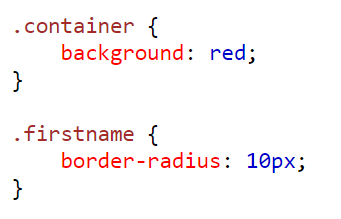 .container {
    background: red;
}

.firstname {
    border-radius: 10px;
}